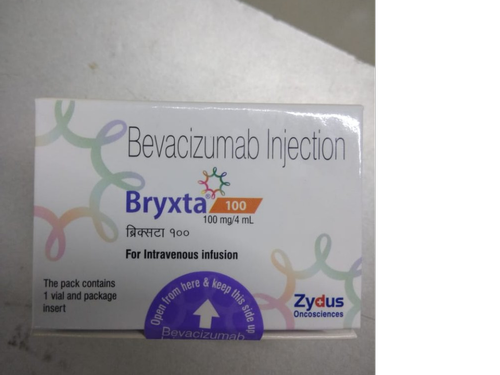 Bevacizumab Injection
Bryxta 100
100 mg/4 mL
ब्रिक्सटा १००
For Intravenous infusion
The pack contains
1 vial and package
insert
Open from here & keep this side up
Bevacizumab
Zydus
Oncosciences